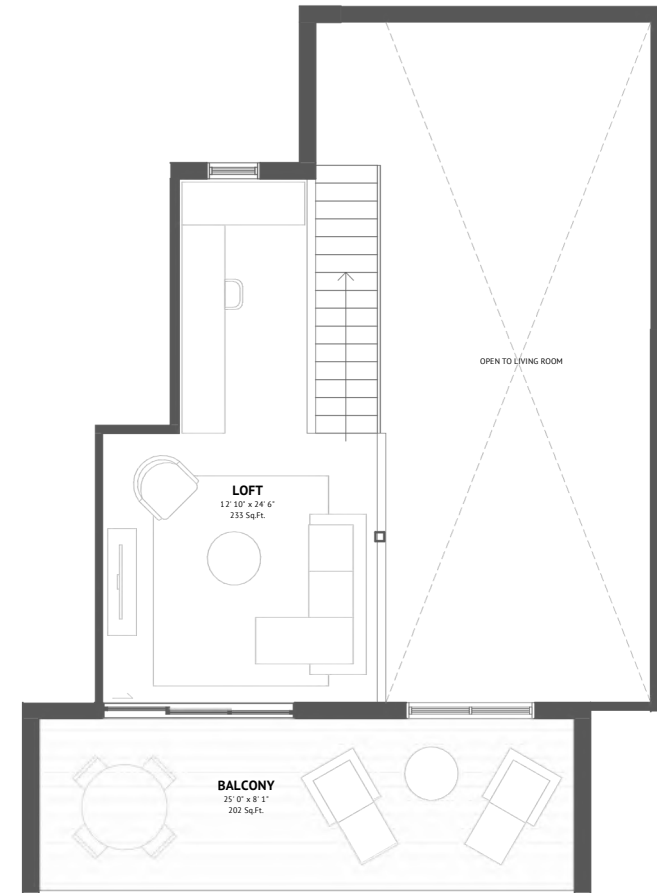 OPEN TO LIVING ROOM
LOFT
12' 10" x 24' 6"
233 Sq.Ft.
BALCONY
25' 0" x 8' 1"
202 Sq.Ft.